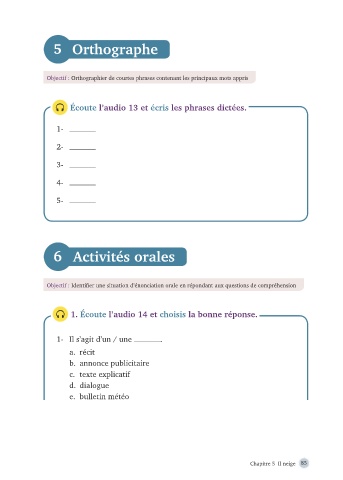 5 Orthographe
Objectif : Orthographier de courtes phrases contenant les principaux mots appris
Écoute l'audio 13 et écris les phrases dictées.
1- ________
2- ________
3- ________
4- ________
5- ________
6 Activités orales
Objectif : Identifier une situation d'énonciation orale en répondant aux questions de compréhension
1. Écoute l'audio 14 et choisis la bonne réponse.
1- Il s'agit d'un / une ________.
a. récit
b. annonce publicitaire
c. texte explicatif
d. dialogue
e. bulletin météo
Chapitre 5 Il neige 85